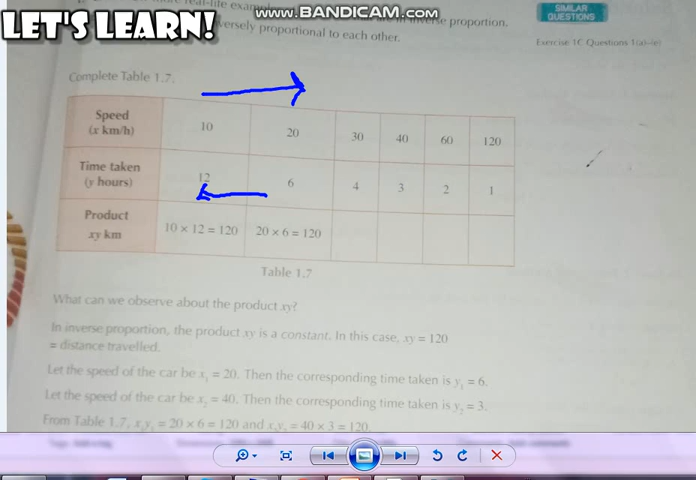 LET'S LEARN!
www.BANDICAM.com
real-life
in inverse proportion.
versely proportional to each other.
SIMILAR
QUESTIONS
Exercise 1C Questions 1(a)-(e)
Complete Table 1.7.
Speed
(x km/h)
10 20 30 40 60 120
Time taken
(y hours)
12 6 4 3 2 1
Product
xy km
10 × 12 = 120 20 × 6 = 120
Table 1.7
What can we observe about the product xy?
In inverse proportion, the product xy is a constant. In this case, xy = 120
= distance travelled.
Let the speed of the car be x₁ = 20. Then the corresponding time taken is y₁ = 6.
Let the speed of the car be x₂ = 40. Then the corresponding time taken is y₂ = 3.
From Table 1.7, x₁y₁ = 20 × 6 = 120 and x₂y₂ = 40 × 3 = 120.